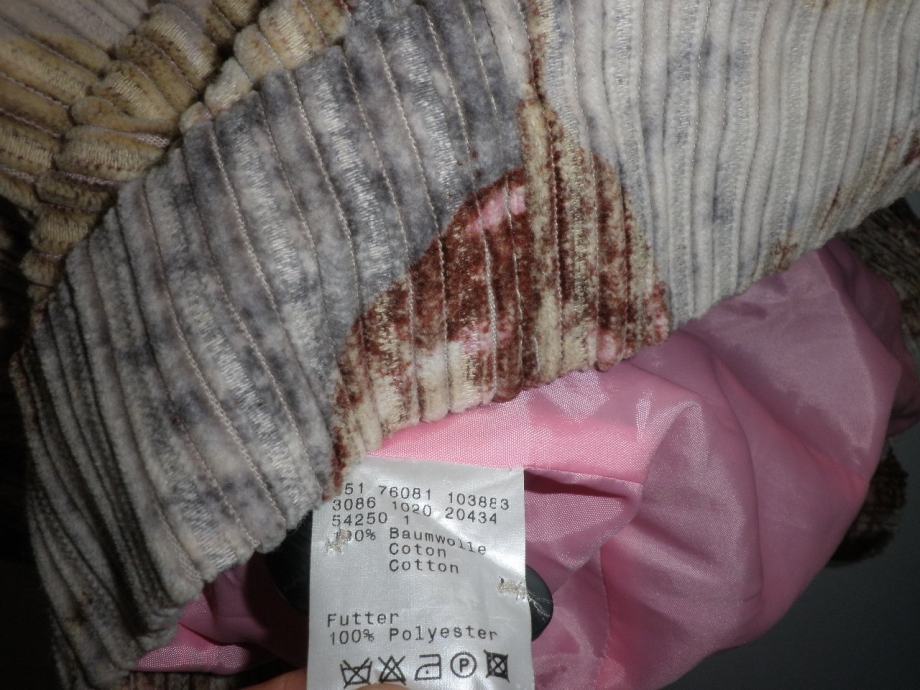 51 76081 103883
3086 1020 20434
54250 1
100% Baumwolle
Coton
Cotton
Futter
100% Polyester
P